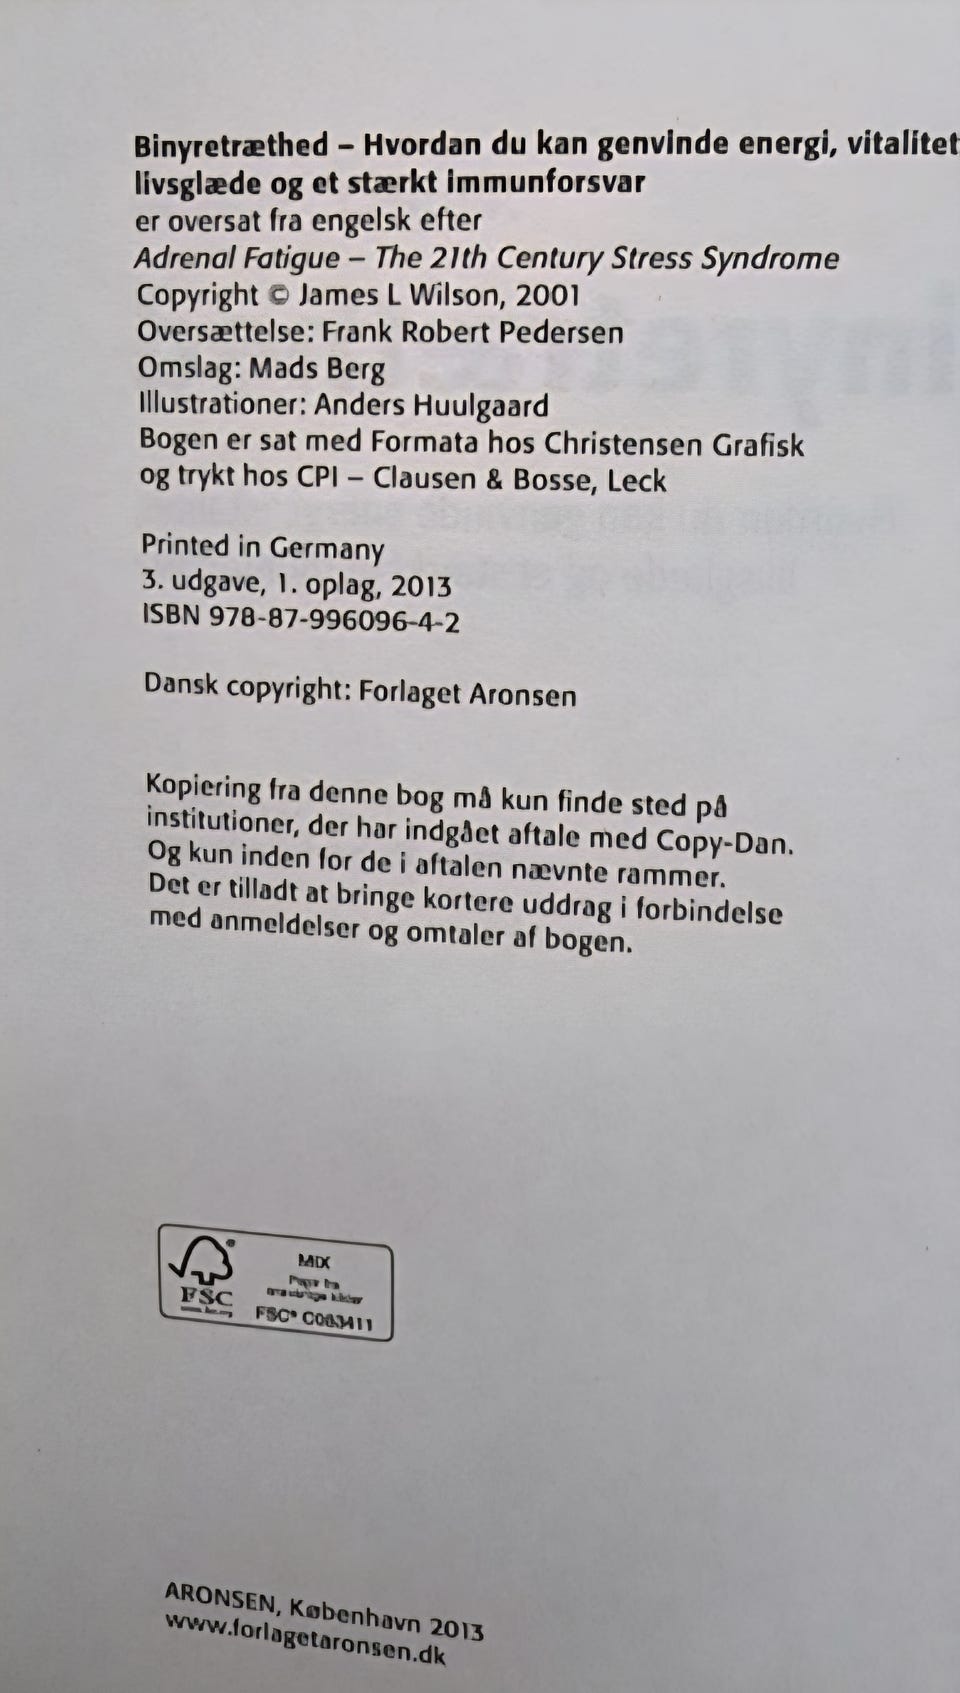 Binyretræthed – Hvordan du kan genvinde energi, vitalitet
livsglæde og et stærkt immunforsvar
er oversat fra engelsk efter
Adrenal Fatigue – The 21th Century Stress Syndrome
Copyright © James L Wilson, 2001
Oversættelse: Frank Robert Pedersen
Omslag: Mads Berg
Illustrationer: Anders Huulgaard
Bogen er sat med Formata hos Christensen Grafisk
og trykt hos CPI – Clausen & Bosse, Leck
Printed in Germany
3. udgave, 1. oplag, 2013
ISBN 978-87-996096-4-2
Dansk copyright: Forlaget Aronsen
Kopiering fra denne bog må kun finde sted på
institutioner, der har indgået aftale med Copy-Dan.
Og kun inden for de i aftalen nævnte rammer.
Det er tilladt at bringe kortere uddrag i forbindelse
med anmeldelser og omtaler af bogen.
FSC
MIX
FSC® C083411
ARONSEN, København 2013
www.forlagetaronsen.dk